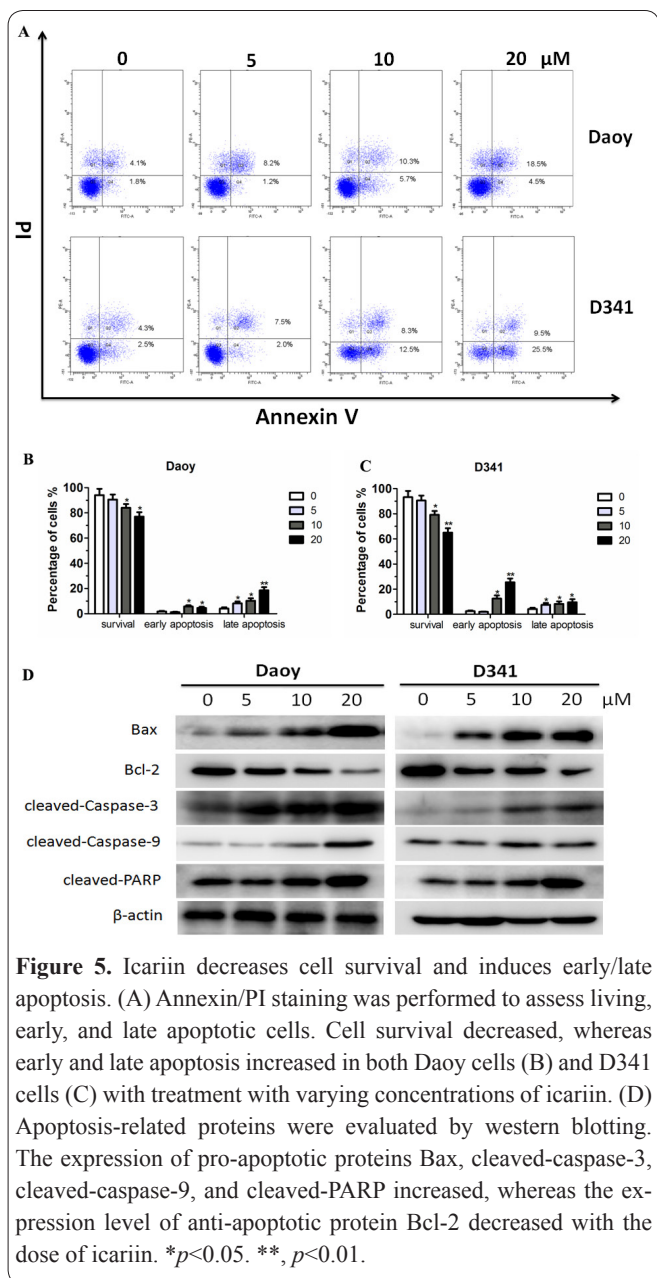 A
0 5 10 20 μM
Daoy
4.1% 8.2% 10.3% 18.5%
1.8% 1.2% 5.7% 4.5%
FITC-A FITC-A FITC-A FITC-A
PI
D341
4.3% 7.5% 8.3% 9.5%
2.5% 2.0% 12.5% 25.5%
FITC-A FITC-A FITC-A FITC-A
Annexin V
B
Daoy
Percentage of cells %
100
80
60
40
20
0
0
5
10
20
* * * * * * **
survival early apoptosis late apoptosis
C
D341
Percentage of cells %
100
80
60
40
20
0
0
5
10
20
* ** * ** * * *
survival early apoptosis late apoptosis
D
Daoy D341
0 5 10 20 0 5 10 20 μM
Bax
Bcl-2
cleaved-Caspase-3
cleaved-Caspase-9
cleaved-PARP
β-actin
Figure 5. Icariin decreases cell survival and induces early/late
apoptosis. (A) Annexin/PI staining was performed to assess living,
early, and late apoptotic cells. Cell survival decreased, whereas
early and late apoptosis increased in both Daoy cells (B) and D341
cells (C) with treatment with varying concentrations of icariin. (D)
Apoptosis-related proteins were evaluated by western blotting.
The expression of pro-apoptotic proteins Bax, cleaved-caspase-3,
cleaved-caspase-9, and cleaved-PARP increased, whereas the ex-
pression level of anti-apoptotic protein Bcl-2 decreased with the
dose of icariin. *p<0.05. **, p<0.01.